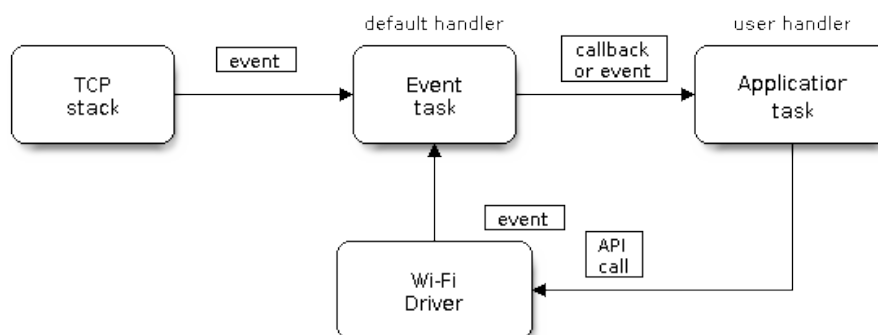 default handler
user handler
event
callback
or event
TCP
stack
Event
task
Application
task
event
API
call
Wi-Fi
Driver